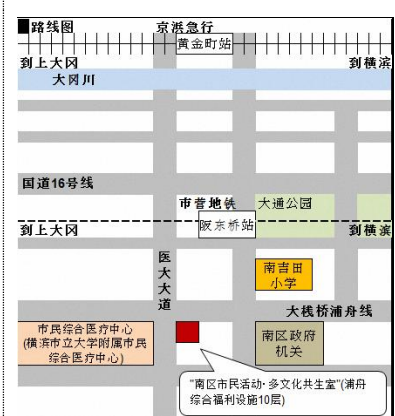 ■路线图
京浜急行
黄金町站
到上大冈
到横滨
大冈川
国道16号线
市营地铁
大通公园
阪东桥站
到上大冈
到横滨
医大大道
南吉田
小学
大栈桥浦舟线
市民综合医疗中心
(横滨市立大学附属市民
综合医疗中心)
南区政府
机关
"南区市民活动·多文化共生室"(浦舟
综合福利设施10层)